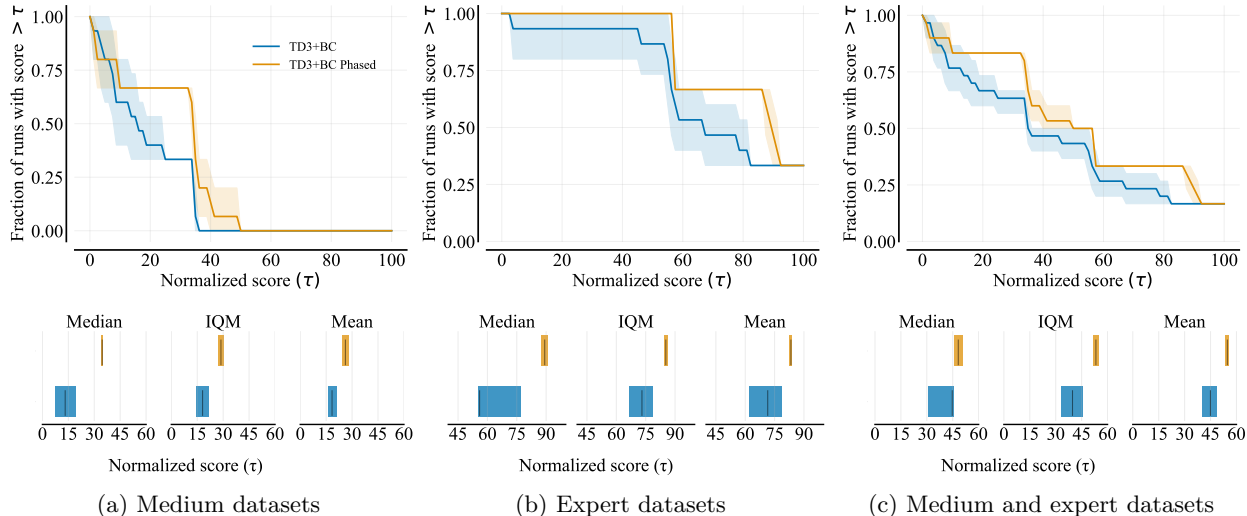 Fraction of runs with score > τ
1.00
0.75
0.50
0.25
0.00
TD3+BC
TD3+BC Phased
0 20 40 60 80 100
Normalized score (τ)
Fraction of runs with score > τ
1.00
0.75
0.50
0.25
0.00
0 20 40 60 80 100
Normalized score (τ)
Fraction of runs with score > τ
1.00
0.75
0.50
0.25
0.00
0 20 40 60 80 100
Normalized score (τ)
Median IQM Mean
0 15 30 45 60 0 15 30 45 60 0 15 30 45 60
Normalized score (τ)
Median IQM Mean
45 60 75 90 45 60 75 90 45 60 75 90
Normalized score (τ)
Median IQM Mean
0 15 30 45 60 0 15 30 45 60 0 15 30 45 60
Normalized score (τ)
(a) Medium datasets
(b) Expert datasets
(c) Medium and expert datasets